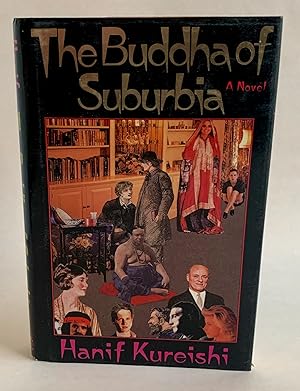 The Buddha of
Suburbia
A Novel
Hanif Kureishi